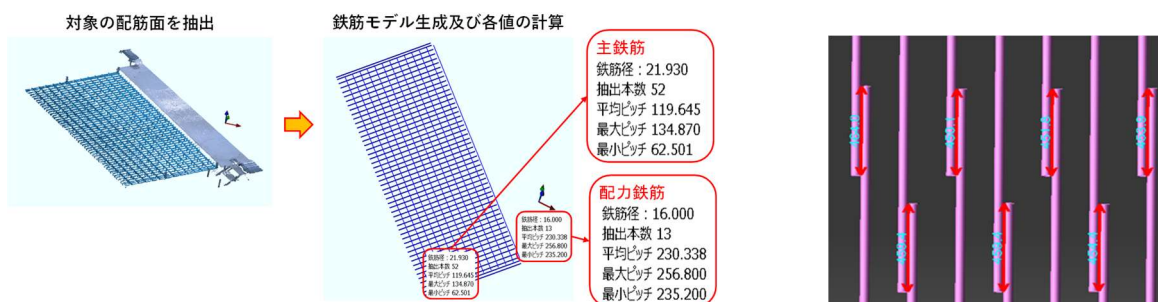 対象の配筋面を抽出
鉄筋モデル生成及び各値の計算
主鉄筋
鉄筋径：21.930
抽出本数 52
平均ピッチ 119.645
最大ピッチ 134.870
最小ピッチ 62.501
配力鉄筋
鉄筋径：16.000
抽出本数 13
平均ピッチ 230.338
最大ピッチ 256.800
最小ピッチ 235.200
鉄筋径：16.000
抽出本数 13
平均ピッチ 230.338
最大ピッチ 256.800
最小ピッチ 235.200
鉄筋径：21.930
抽出本数 52
平均ピッチ 119.645
最大ピッチ 134.870
最小ピッチ 62.501